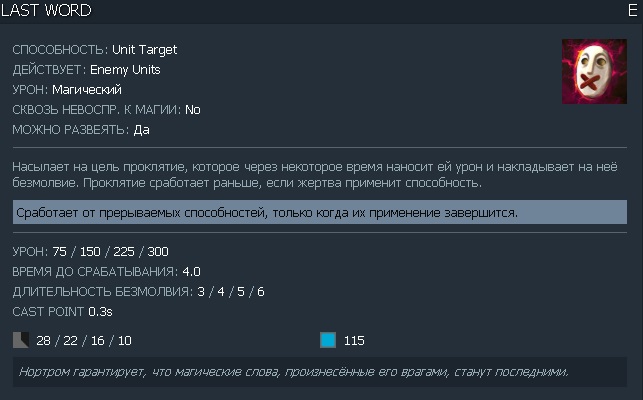 LAST WORD E
СПОСОБНОСТЬ: Unit Target
ДЕЙСТВУЕТ: Enemy Units
УРОН: Магический
СКВОЗЬ НЕВОСПР. К МАГИИ: No
МОЖНО РАЗВЕЯТЬ: Да
Насылает на цель проклятие, которое через некоторое время наносит ей урон и накладывает на неё
безмолвие. Проклятие сработает раньше, если жертва применит способность.
Сработает от прерываемых способностей, только когда их применение завершится.
УРОН: 75 / 150 / 225 / 300
ВРЕМЯ ДО СРАБАТЫВАНИЯ: 4.0
ДЛИТЕЛЬНОСТЬ БЕЗМОЛВИЯ: 3 / 4 / 5 / 6
CAST POINT 0.3s
28 / 22 / 16 / 10 115
Нортром гарантирует, что магические слова, произнесённые его врагами, станут последними.